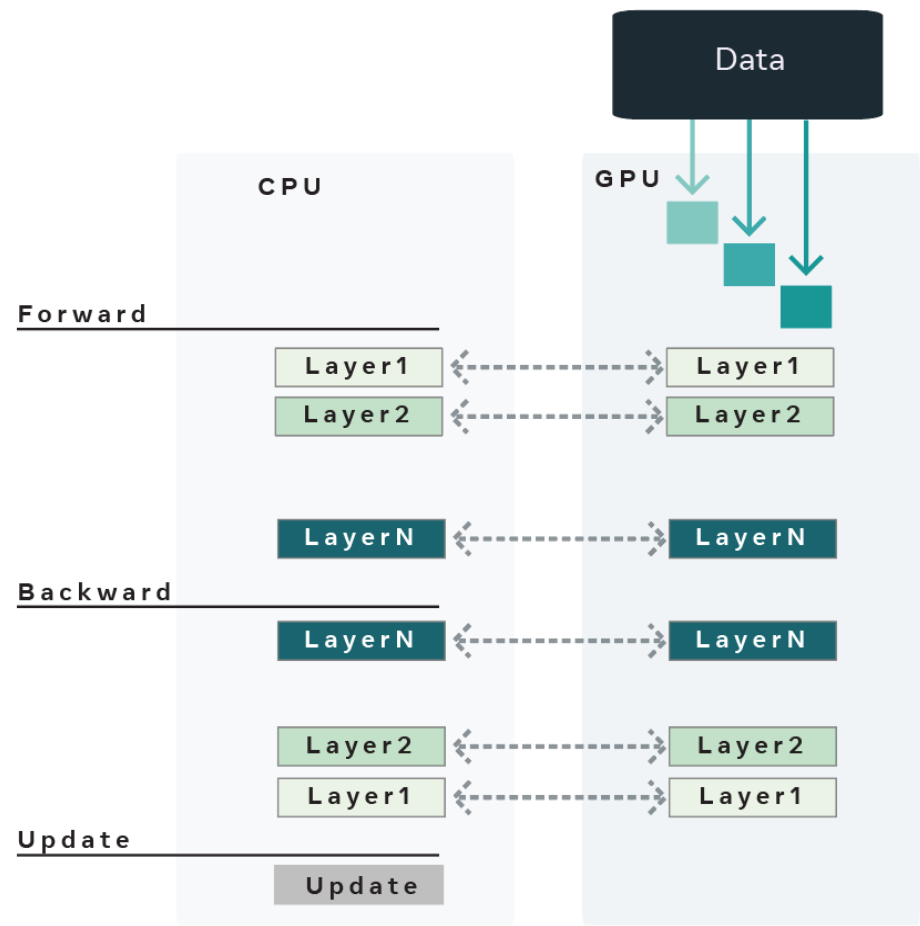 Data
CPU
GPU
Forward
Layer1
Layer1
Layer2
Layer2
LayerN
LayerN
Backward
LayerN
LayerN
Layer2
Layer2
Layer1
Layer1
Update
Update